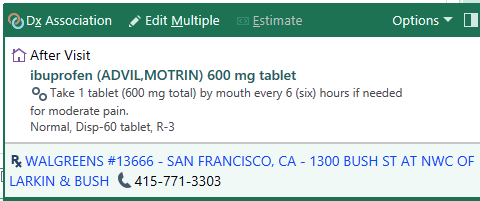 Dx Association Edit Multiple Estimate Options
After Visit
ibuprofen (ADVIL,MOTRIN) 600 mg tablet
Take 1 tablet (600 mg total) by mouth every 6 (six) hours if needed
for moderate pain.
Normal, Disp-60 tablet, R-3
WALGREENS #13666 - SAN FRANCISCO, CA - 1300 BUSH ST AT NWC OF
LARKIN & BUSH 415-771-3303